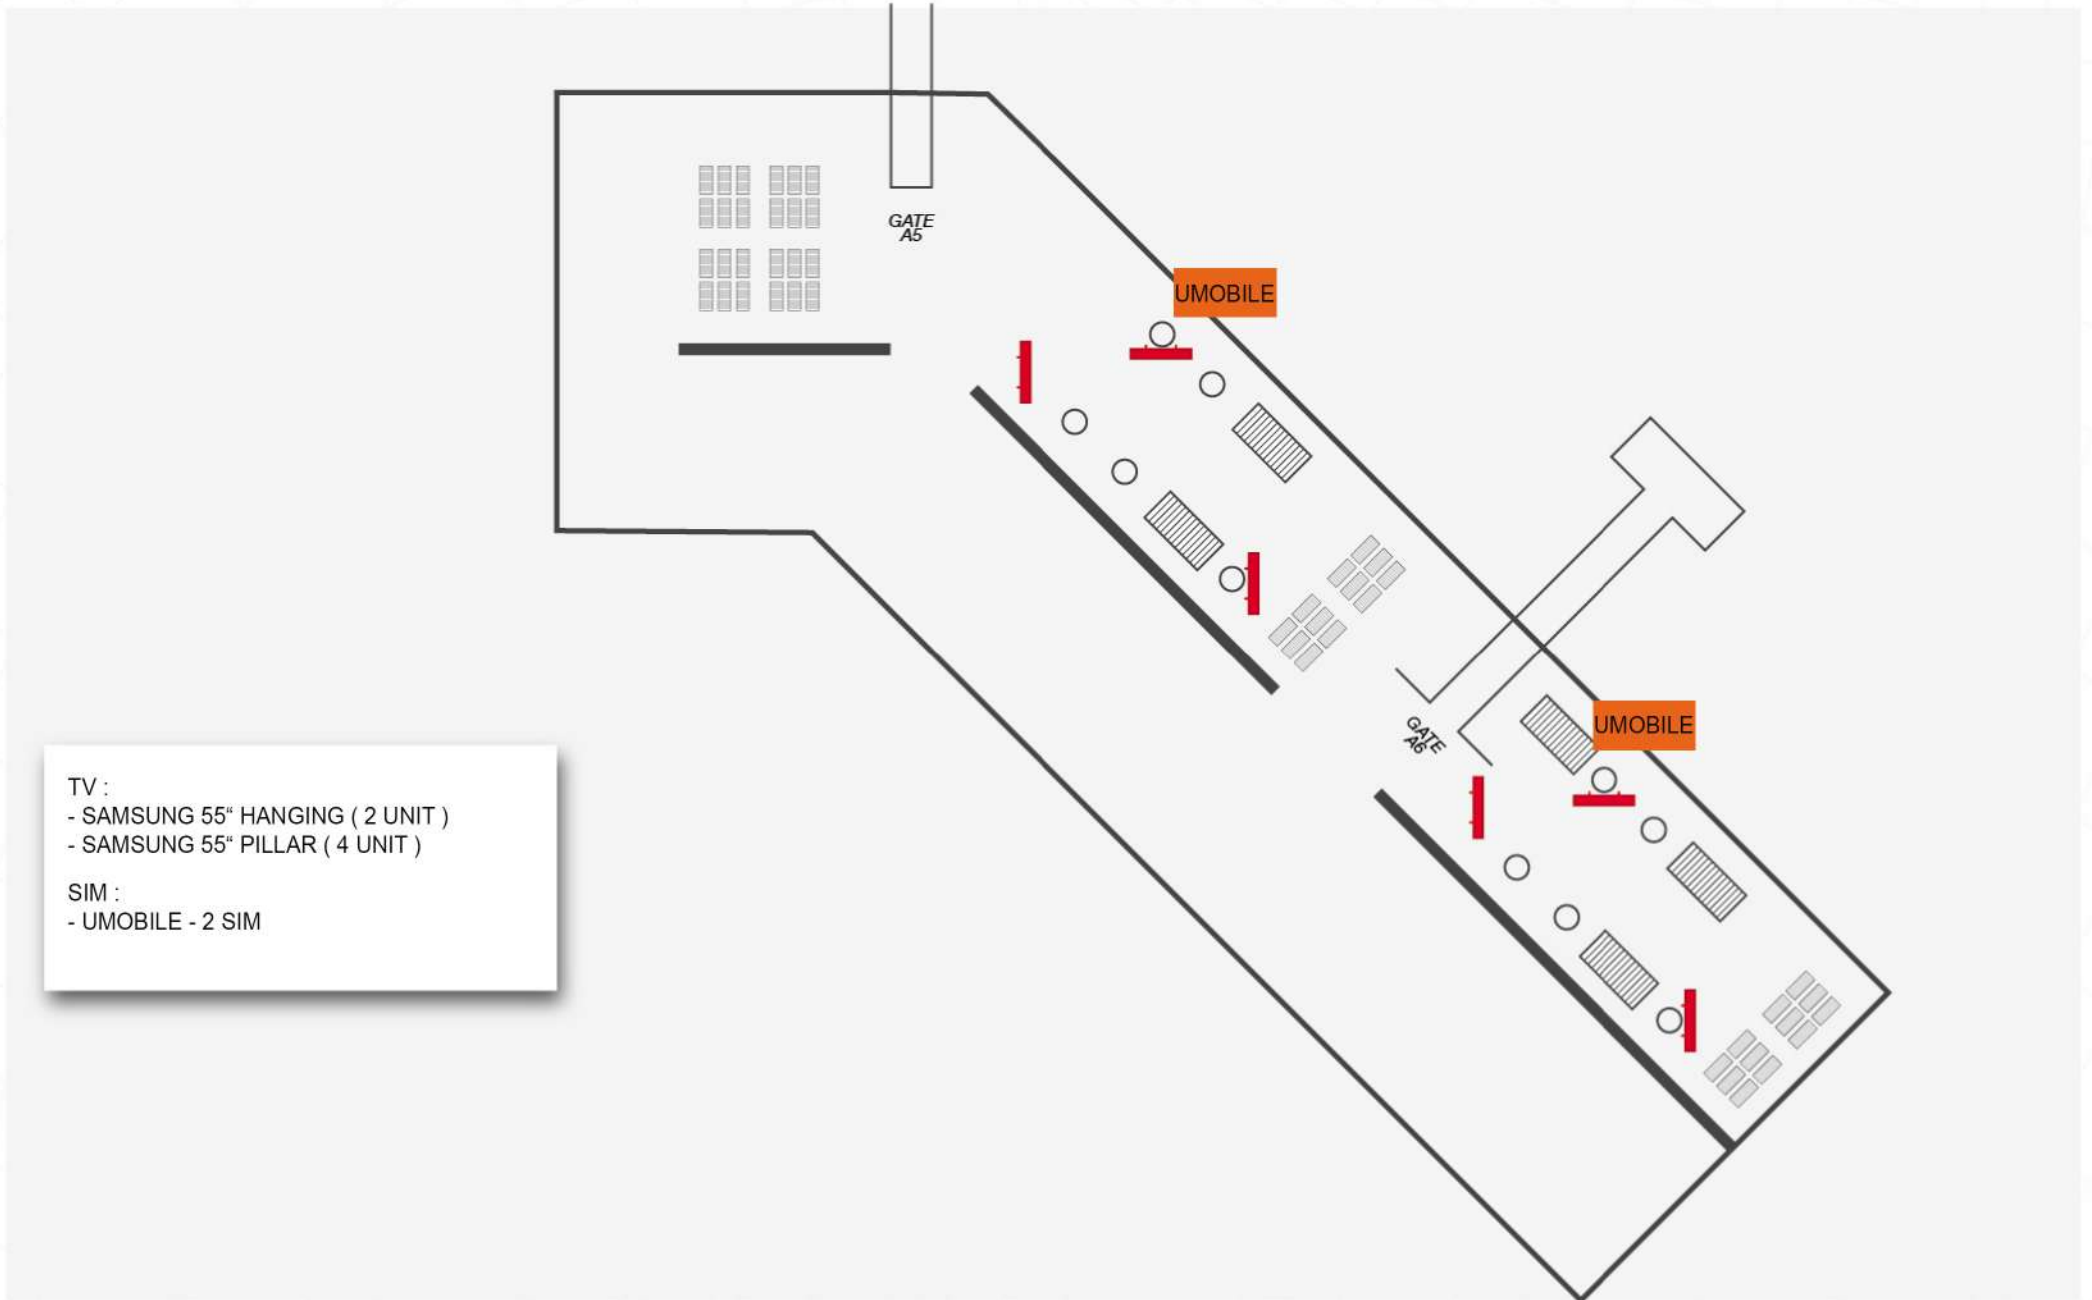 GATE
A5
UMOBILE
UMOBILE
GATE
A6
TV :
- SAMSUNG 55“ HANGING ( 2 UNIT )
- SAMSUNG 55“ PILLAR ( 4 UNIT )
SIM :
- UMOBILE - 2 SIM